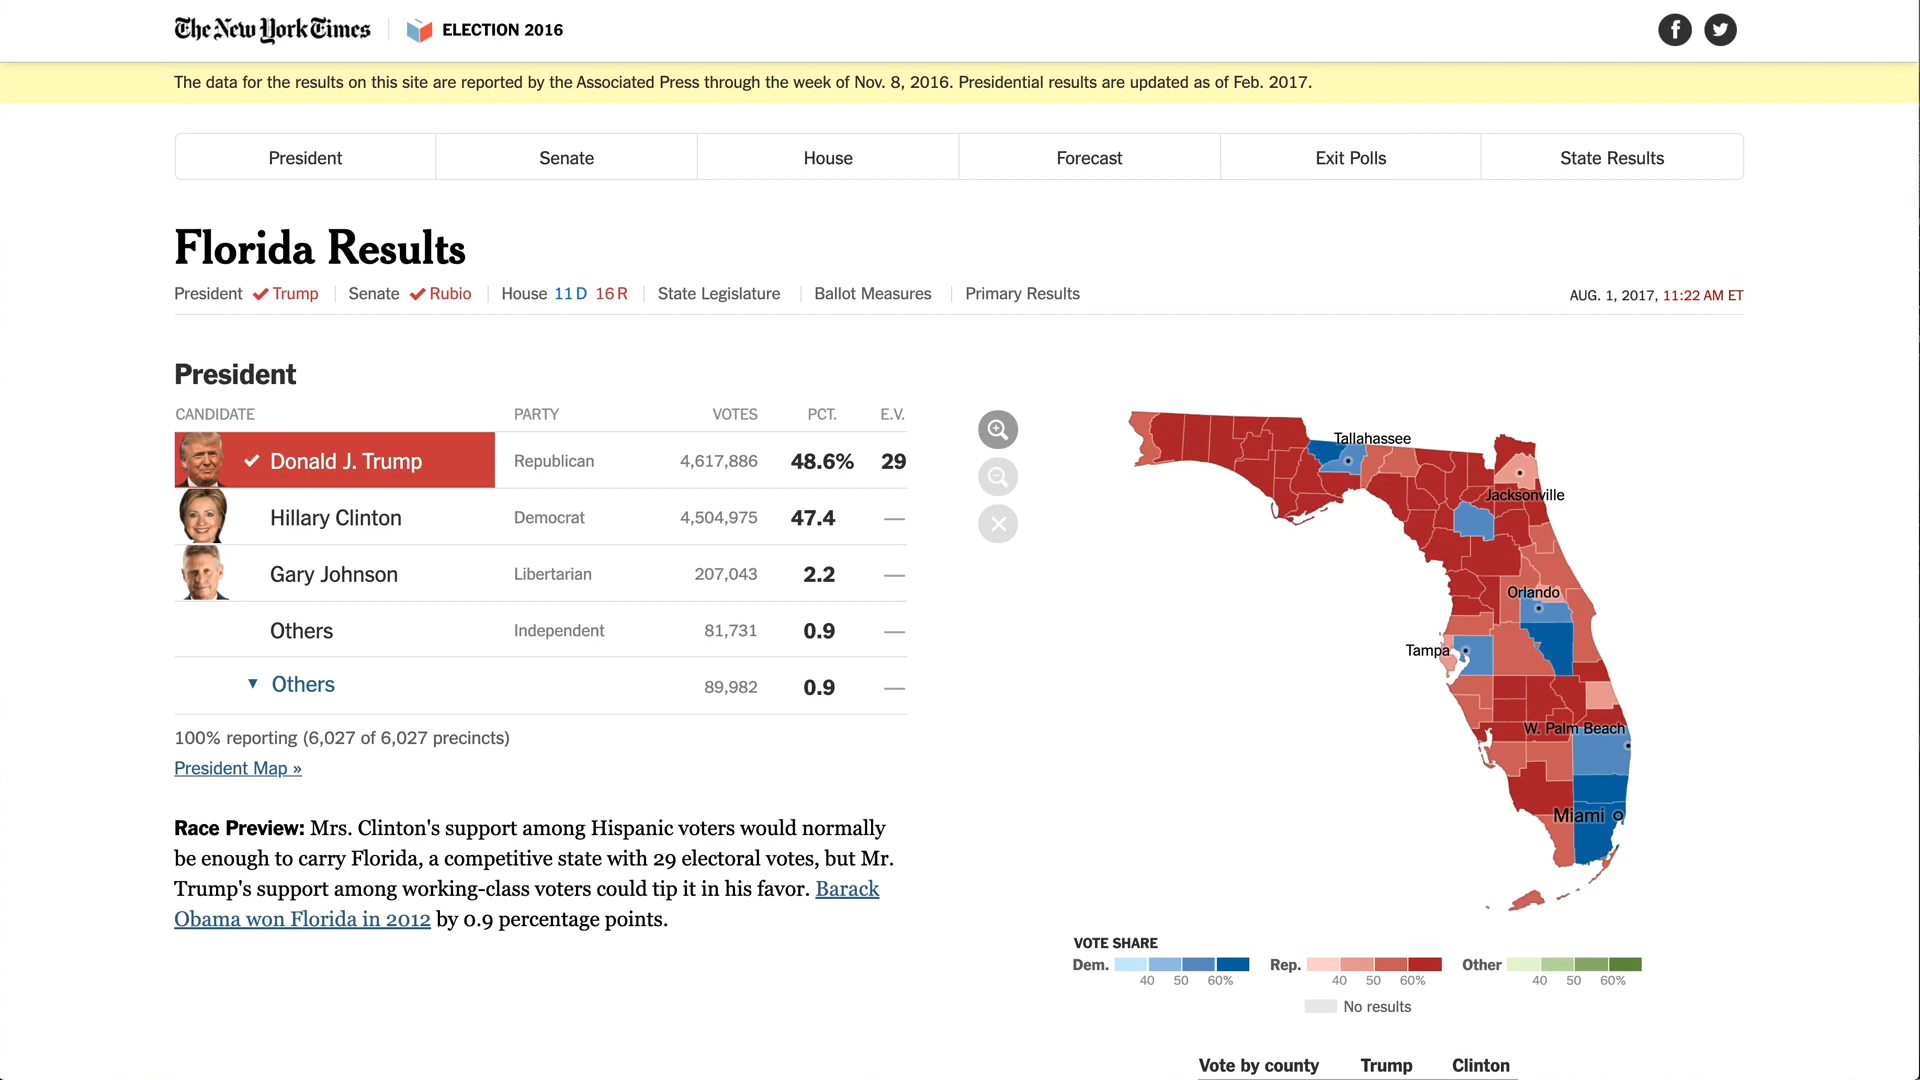 The New York Times
ELECTION 2016
The data for the results on this site are reported by the Associated Press through the week of Nov. 8, 2016. Presidential results are updated as of Feb. 2017.
President Senate House Forecast Exit Polls State Results
Florida Results
President Trump Senate Rubio House 11 D 16 R State Legislature Ballot Measures Primary Results
AUG. 1, 2017, 11:22 AM ET
President
CANDIDATE PARTY VOTES PCT. E.V.
Donald J. Trump Republican 4,617,886 48.6% 29
Hillary Clinton Democrat 4,504,975 47.4 —
Gary Johnson Libertarian 207,043 2.2 —
Others Independent 81,731 0.9 —
Others 89,982 0.9 —
100% reporting (6,027 of 6,027 precincts)
President Map »
Race Preview: Mrs. Clinton's support among Hispanic voters would normally
be enough to carry Florida, a competitive state with 29 electoral votes, but Mr.
Trump's support among working-class voters could tip it in his favor. Barack
Obama won Florida in 2012 by 0.9 percentage points.
Tallahassee
Jacksonville
Orlando
Tampa
W. Palm Beach
Miami
VOTE SHARE
Dem. Rep. Other
40 50 60% 40 50 60% 40 50 60%
No results
Vote by county Trump Clinton